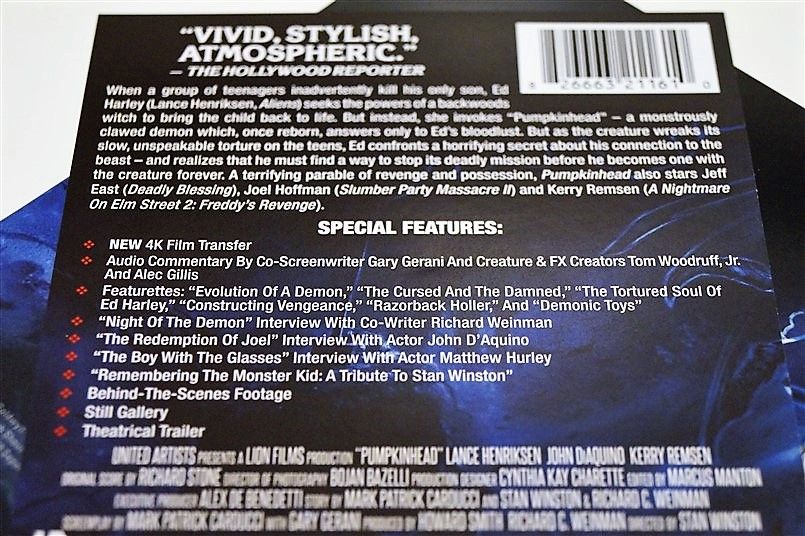 "VIVID, STYLISH,
ATMOSPHERIC."
– THE HOLLYWOOD REPORTER
26663 21161 0
When a group of teenagers inadvertently kill his only son, Ed
Harley (Lance Henriksen, Aliens) seeks the powers of a backwoods
witch to bring the child back to life. But instead, she invokes "Pumpkinhead" – a monstrously
clawed demon which, once reborn, answers only to Ed's bloodlust. But as the creature wreaks its
slow, unspeakable torture on the teens, Ed confronts a horrifying secret about his connection to the
beast – and realizes that he must find a way to stop its deadly mission before he becomes one with
the creature forever. A terrifying parable of revenge and possession, Pumpkinhead also stars Jeff
East (Deadly Blessing), Joel Hoffman (Slumber Party Massacre II) and Kerry Remsen (A Nightmare
On Elm Street 2: Freddy's Revenge).
SPECIAL FEATURES:
NEW 4K Film Transfer
Audio Commentary By Co-Screenwriter Gary Gerani And Creature & FX Creators Tom Woodruff, Jr.
And Alec Gillis
Featurettes: "Evolution Of A Demon," "The Cursed And The Damned," "The Tortured Soul Of
Ed Harley," "Constructing Vengeance," "Razorback Holler," And "Demonic Toys"
"Night Of The Demon" Interview With Co-Writer Richard Weinman
"The Redemption Of Joel" Interview With Actor John D'Aquino
"The Boy With The Glasses" Interview With Actor Matthew Hurley
"Remembering The Monster Kid: A Tribute To Stan Winston"
Behind-The-Scenes Footage
Still Gallery
Theatrical Trailer
UNITED ARTISTS PRESENTS A LION FILMS PRODUCTION "PUMPKINHEAD" LANCE HENRIKSEN JOHN DiAQUINO KERRY REMSEN
ORIGINAL SCORE BY RICHARD STONE DIRECTOR OF PHOTOGRAPHY BOJAN BAZELLI PRODUCTION DESIGNER CYNTHIA KAY CHARETTE EDITED BY MARCUS MANTON
EXECUTIVE PRODUCER ALEX DE BENEDETTI STORY BY MARK PATRICK CARDUCCI AND STAN WINSTON & RICHARD C. WEINMAN
SCREENPLAY BY MARK PATRICK CARDUCCI AND GARY GERANI PRODUCED BY HOWARD SMITH RICHARD C. WEINMAN DIRECTED BY STAN WINSTON